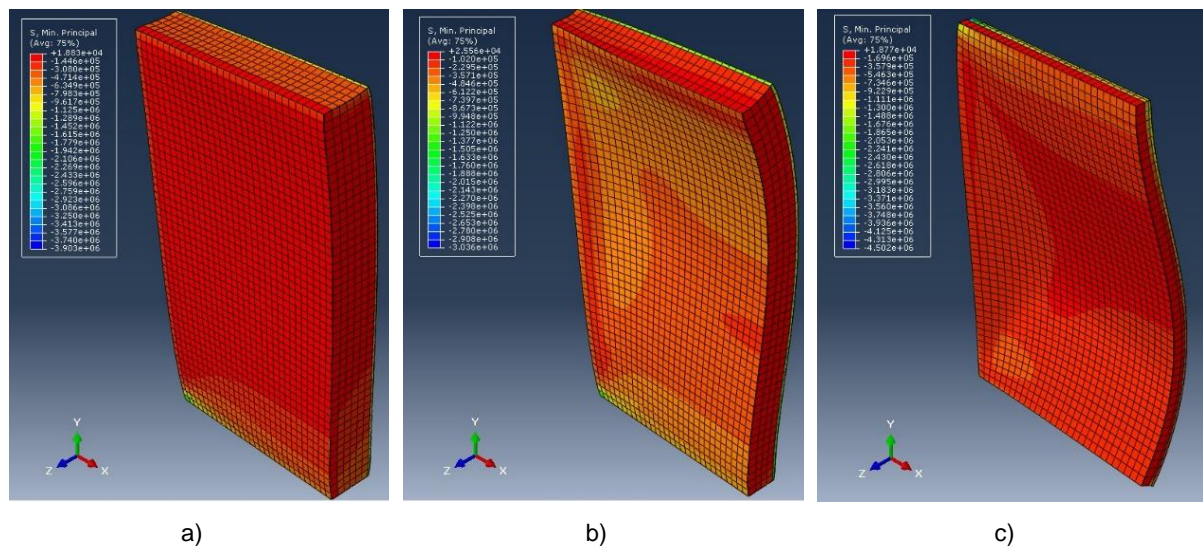 S, Min. Principal
(Avg: 75%)
+1.883e+04
-1.446e+05
-3.080e+05
-4.714e+05
-6.349e+05
-7.983e+05
-9.617e+05
-1.125e+06
-1.289e+06
-1.452e+06
-1.615e+06
-1.779e+06
-1.942e+06
-2.106e+06
-2.269e+06
-2.433e+06
-2.596e+06
-2.759e+06
-2.923e+06
-3.086e+06
-3.250e+06
-3.413e+06
-3.577e+06
-3.740e+06
-3.903e+06
Y
Z
X
a)
S, Min. Principal
(Avg: 75%)
+2.556e+04
-1.020e+05
-2.295e+05
-3.571e+05
-4.846e+05
-6.122e+05
-7.397e+05
-8.673e+05
-9.948e+05
-1.122e+06
-1.250e+06
-1.377e+06
-1.505e+06
-1.633e+06
-1.760e+06
-1.888e+06
-2.015e+06
-2.143e+06
-2.270e+06
-2.398e+06
-2.525e+06
-2.653e+06
-2.780e+06
-2.908e+06
-3.036e+06
Y
Z
X
b)
S, Min. Principal
(Avg: 75%)
+1.877e+04
-1.696e+05
-3.579e+05
-5.463e+05
-7.346e+05
-9.229e+05
-1.111e+06
-1.300e+06
-1.488e+06
-1.676e+06
-1.865e+06
-2.053e+06
-2.241e+06
-2.430e+06
-2.618e+06
-2.806e+06
-2.995e+06
-3.183e+06
-3.371e+06
-3.560e+06
-3.748e+06
-3.936e+06
-4.125e+06
-4.313e+06
-4.502e+06
Y
Z
X
c)